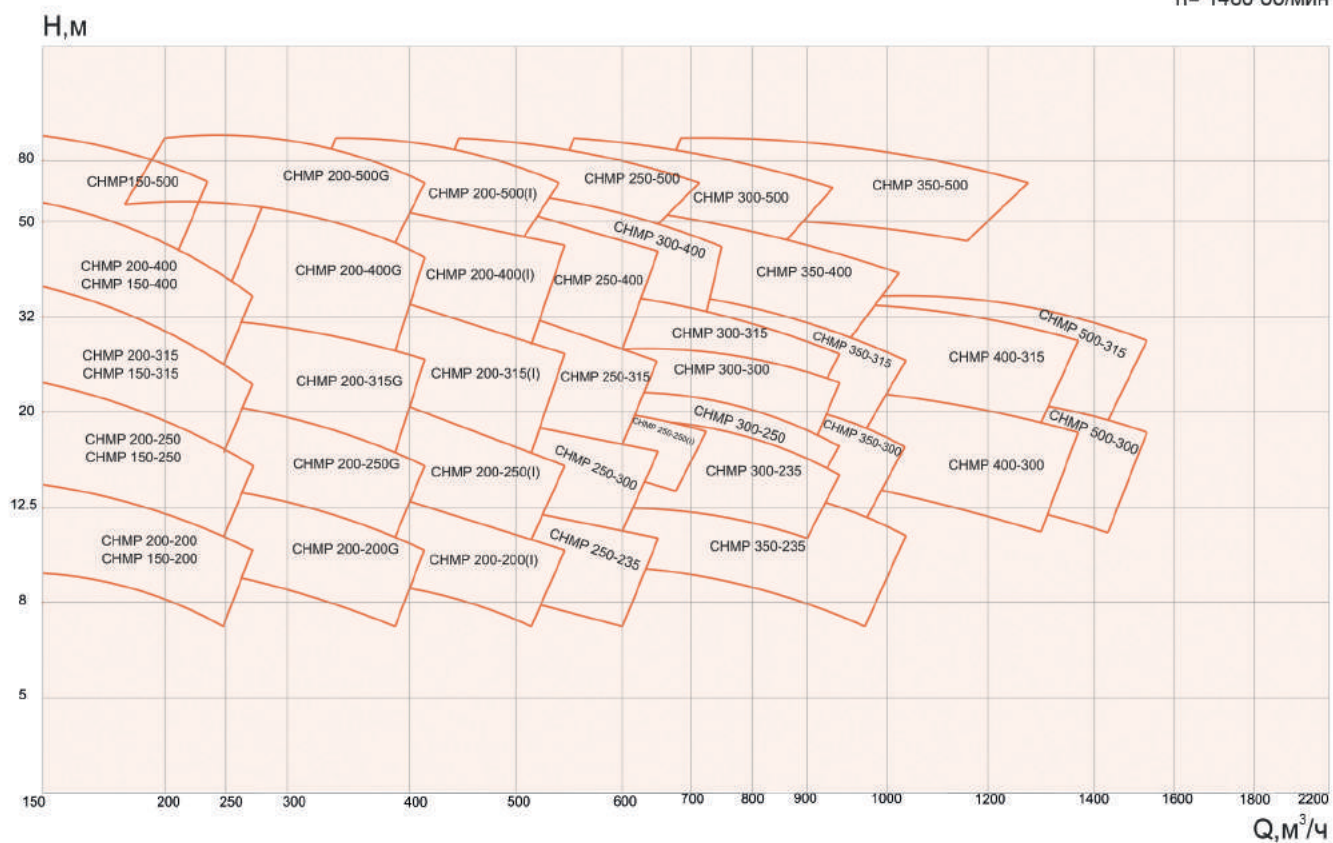 H,м
80
50
32
20
12.5
8
5
CHMP150-500
CHMP 200-500G
CHMP 200-500(I)
CHMP 250-500
CHMP 300-500
CHMP 350-500
CHMP 200-400
CHMP 150-400
CHMP 200-400G
CHMP 200-400(I)
CHMP 250-400
CHMP 300-400
CHMP 350-400
CHMP 200-315
CHMP 150-315
CHMP 200-315G
CHMP 200-315(I)
CHMP 250-315
CHMP 300-315
CHMP 300-300
CHMP 350-315
CHMP 400-315
CHMP 500-315
CHMP 200-250
CHMP 150-250
CHMP 200-250G
CHMP 200-250(I)
CHMP 250-300
CHMP 250-250(I)
CHMP 300-250
CHMP 300-235
CHMP 350-300
CHMP 400-300
CHMP 500-300
CHMP 200-200
CHMP 150-200
CHMP 200-200G
CHMP 200-200(I)
CHMP 250-235
CHMP 350-235
150 200 250 300 400 500 600 700 800 900 1000 1200 1400 1600 1800 2200
Q,м³/ч